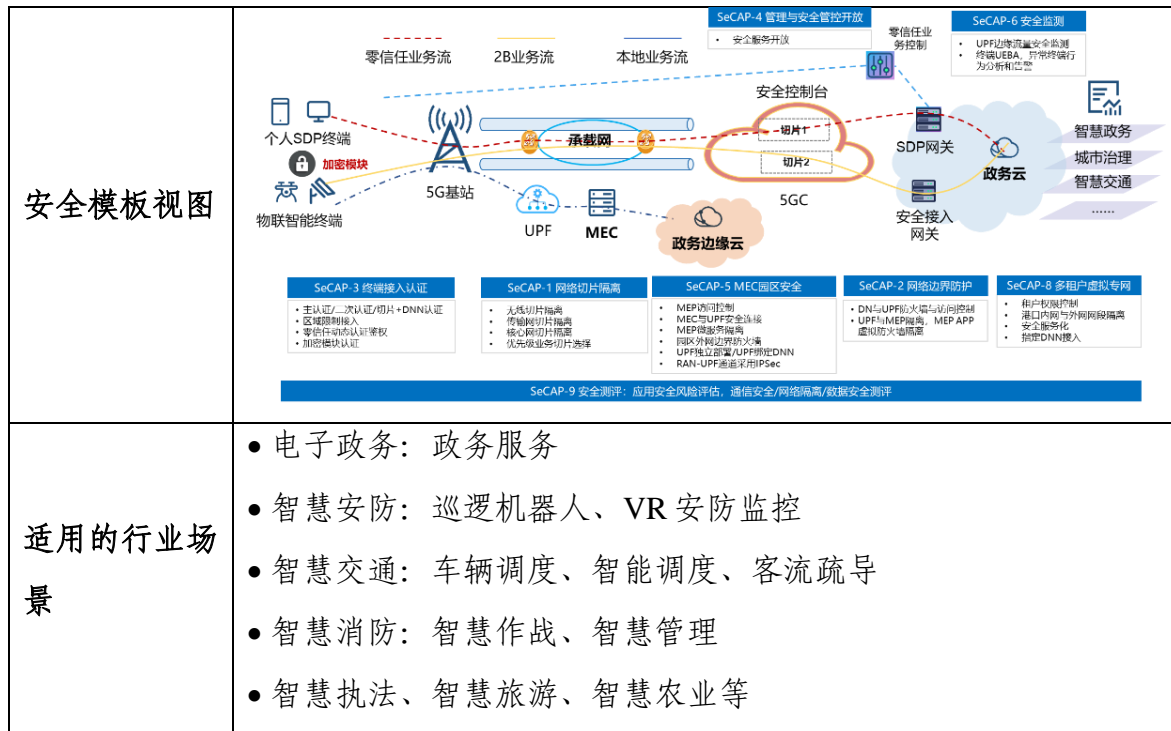 安全模板视图
SeCAP-4 管理与安全管控开放
• 安全服务开放
零信任业
务控制
SeCAP-6 安全监测
• UPF边缘流量安全监测
• 终端UEBA，异常终端行
为分析和告警
零信任业务流
2B业务流
本地业务流
个人SDP终端
加密模块
物联智能终端
5G基站
承载网
安全控制台
切片1
切片2
5GC
UPF
MEC
政务边缘云
SDP网关
安全接入
网关
政务云
智慧政务
城市治理
智慧交通
……
SeCAP-3 终端接入认证
• 主认证/二次认证/切片+DNN认证
• 区域限制接入
• 零信任动态认证鉴权
• 加密模块认证
SeCAP-1 网络切片隔离
• 无线切片隔离
• 传输网切片隔离
• 核心网切片隔离
• 优先级业务切片选择
SeCAP-5 MEC园区安全
• MEP访问控制
• MEC与UPF安全连接
• MEP微服务隔离
• 园区外网边界防火墙
• UPF独立部署/UPF绑定DNN
• RAN-UPF通道采用IPSec
SeCAP-2 网络边界防护
• DN与UPF防火墙与访问控制
• UPF与MEP隔离，MEP APP
虚拟防火墙隔离
SeCAP-8 多租户虚拟专网
• 租户权限控制
• 港口内网与外网网段隔离
• 安全服务化
• 指定DNN接入
SeCAP-9 安全测评：应用安全风险评估，通信安全/网络隔离/数据安全测评
适用的行业场
景
• 电子政务：政务服务
• 智慧安防：巡逻机器人、VR 安防监控
• 智慧交通：车辆调度、智能调度、客流疏导
• 智慧消防：智慧作战、智慧管理
• 智慧执法、智慧旅游、智慧农业等